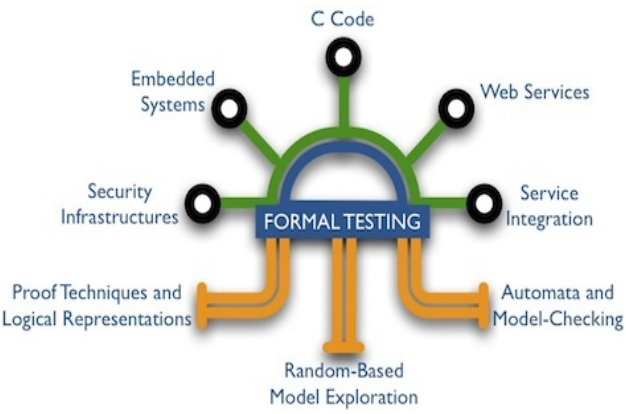 C Code
Embedded
Systems
Web Services
Security
Infrastructures
FORMAL TESTING
Service
Integration
Proof Techniques and
Logical Representations
Random-Based
Model Exploration
Automata and
Model-Checking